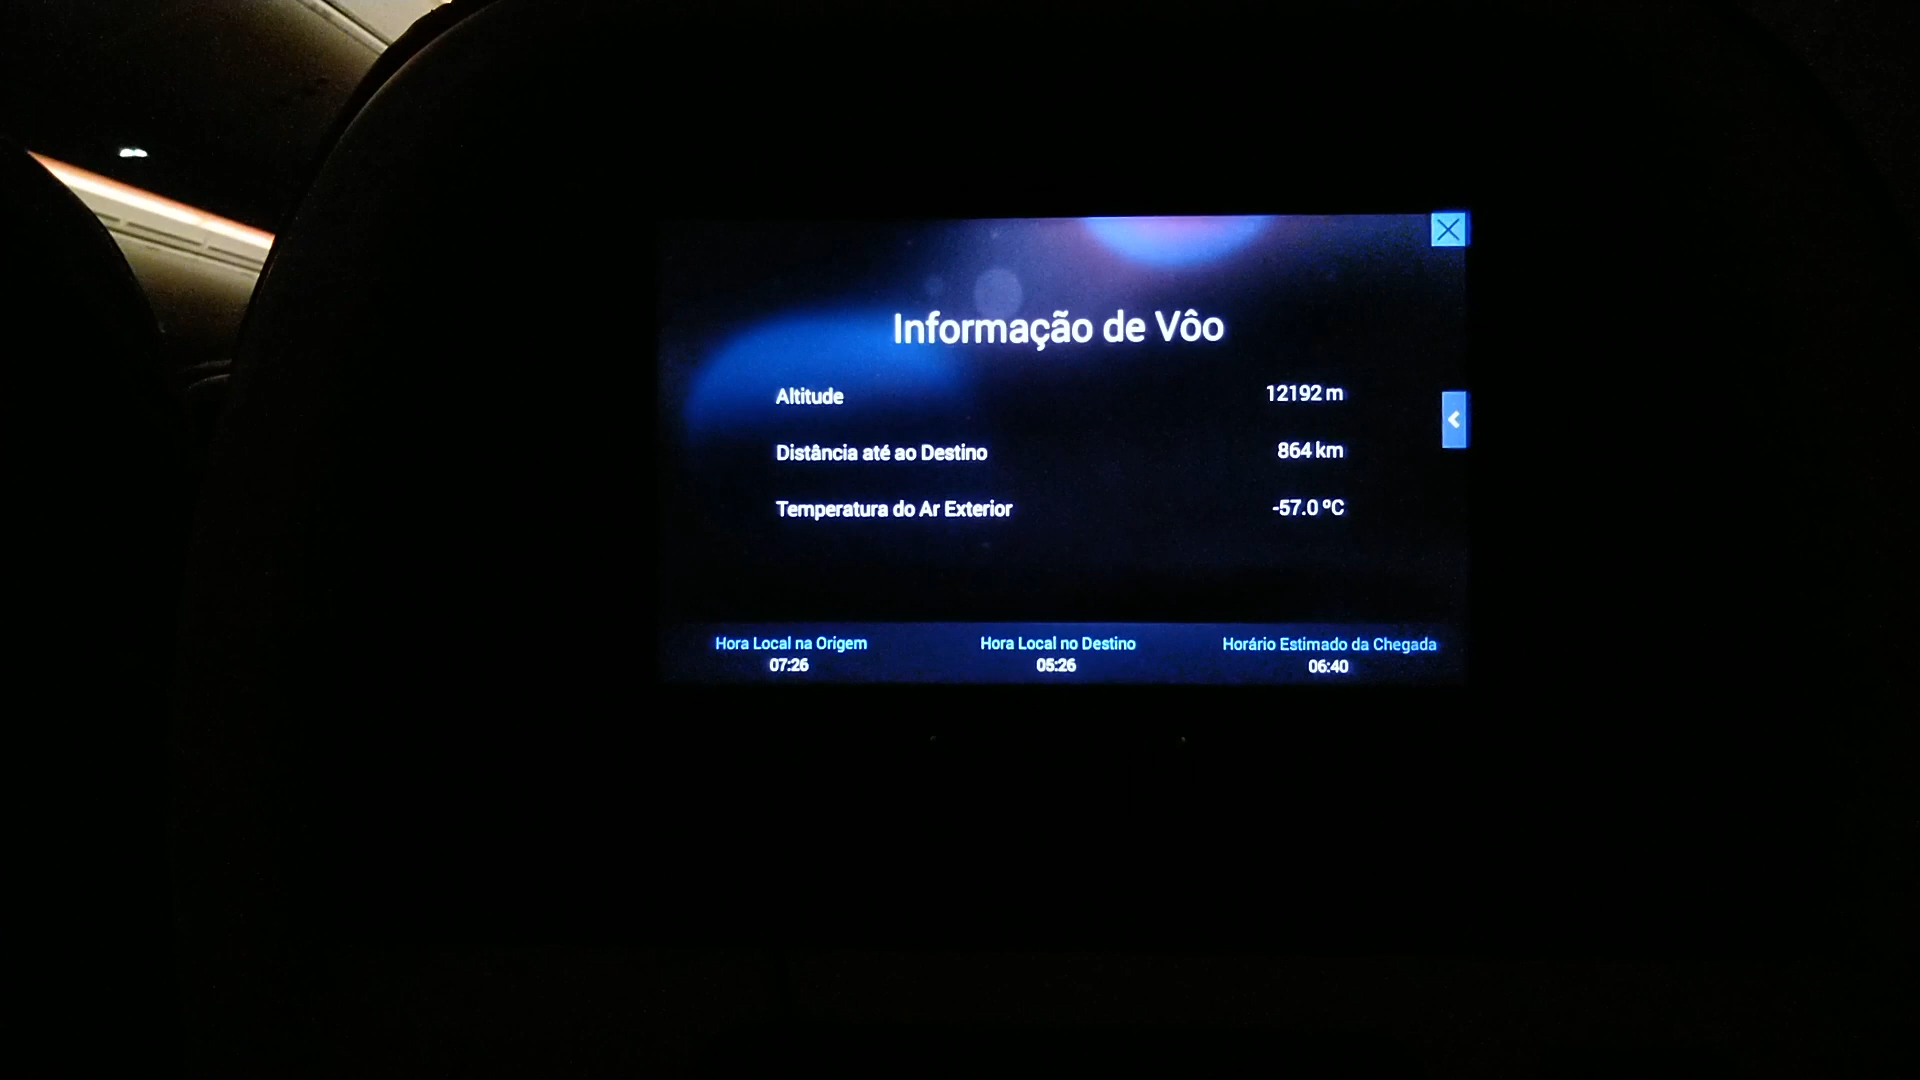 Informação de Vôo
Altitude 12192 m
Distância até ao Destino 864 km
Temperatura do Ar Exterior -57.0 ºC
Hora Local na Origem Hora Local no Destino Horário Estimado da Chegada
07:26 05:26 06:40